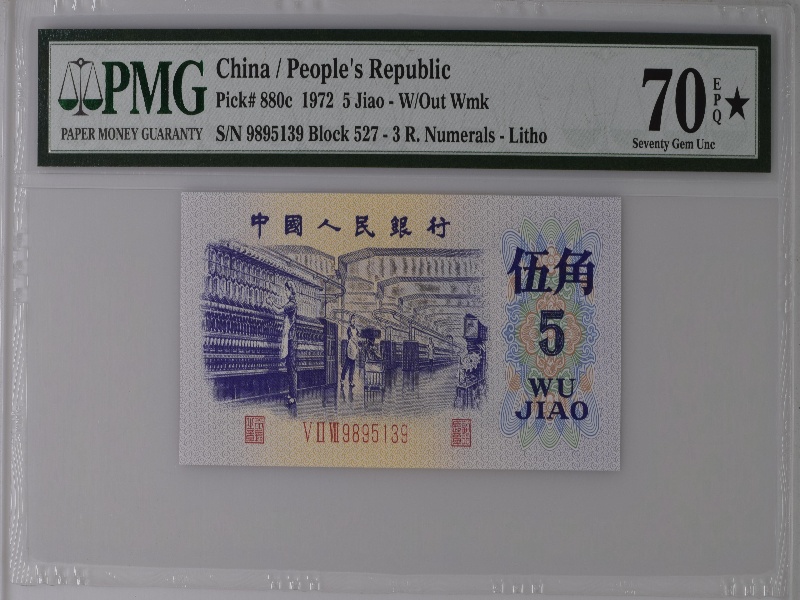 PMG
PAPER MONEY GUARANTY
China / People's Republic
Pick# 880c 1972 5 Jiao - W/Out Wmk
S/N 9895139 Block 527 - 3 R. Numerals - Litho
70 EPQ ★
Seventy Gem Unc
中國人民銀行
伍角
5
WU
JIAO
V II VII 9895139